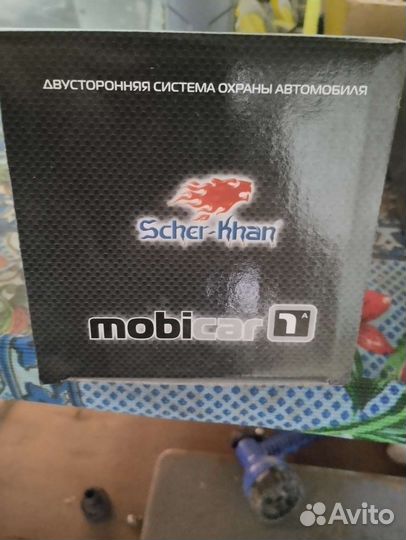 ДВУСТОРОННЯЯ СИСТЕМА ОХРАНЫ АВТОМОБИЛЯ
Scher-Khan
mobicar 1 A
Avito